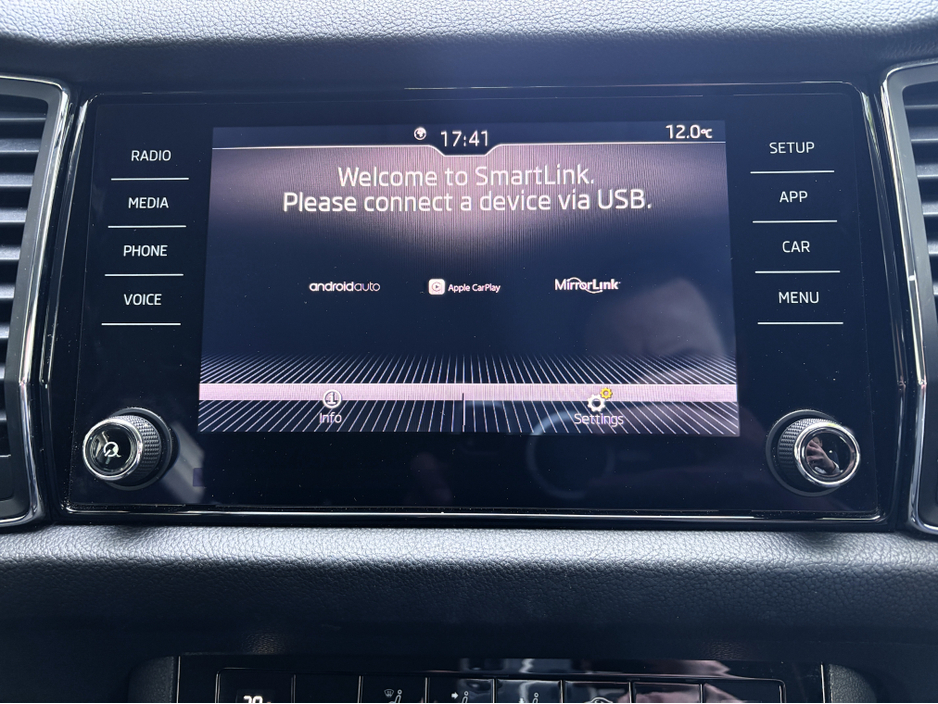 17:41
12.0°C
RADIO
MEDIA
PHONE
VOICE
Welcome to SmartLink.
Please connect a device via USB.
androidauto
Apple CarPlay
MirrorLink
Info
Settings
SETUP
APP
CAR
MENU